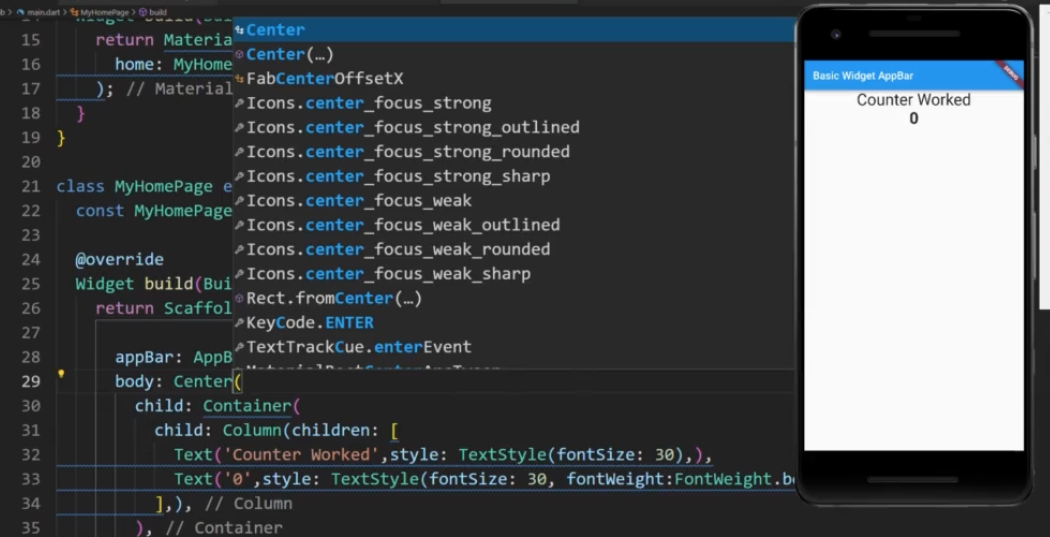 main.dart > MyHomePage > build
14 Widget build(Bui
15 return Materia
16 home: MyHome
17 ); // Material
18 }
19 }
20
21 class MyHomePage e
22 const MyHomePage
23
24 @override
25 Widget build(Bui
26 return Scaffol
27
28 appBar: AppB
29 body: Center(
30 child: Container(
31 child: Column(children: [
32 Text('Counter Worked',style: TextStyle(fontSize: 30),),
33 Text('0',style: TextStyle(fontSize: 30, fontWeight:FontWeight.bo
34 ],), // Column
35 ), // Container
Center
Center(…)
FabCenterOffsetX
Icons.center_focus_strong
Icons.center_focus_strong_outlined
Icons.center_focus_strong_rounded
Icons.center_focus_strong_sharp
Icons.center_focus_weak
Icons.center_focus_weak_outlined
Icons.center_focus_weak_rounded
Icons.center_focus_weak_sharp
Rect.fromCenter(…)
KeyCode.ENTER
TextTrackCue.enterEvent
Basic Widget AppBar
DEBUG
Counter Worked
0